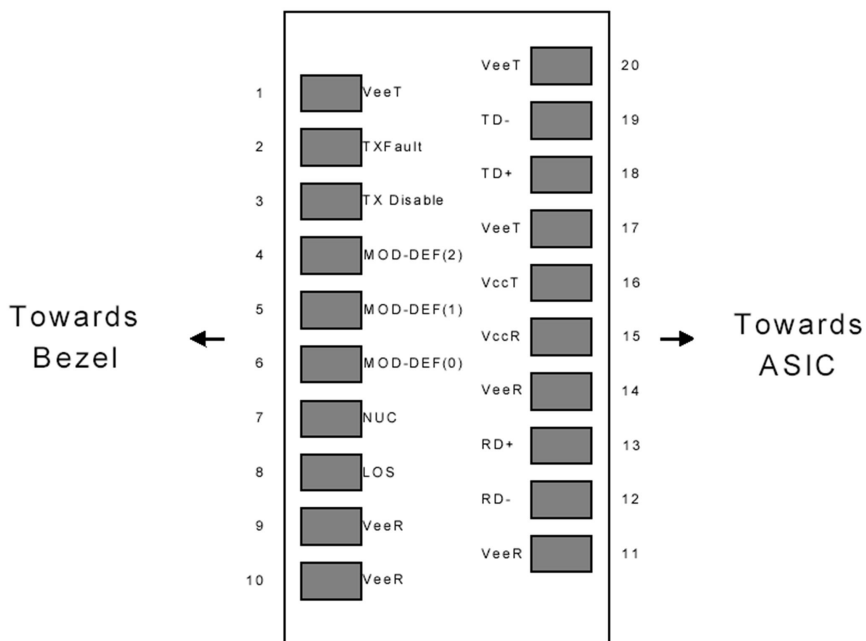 1 VeeT
2 TXFault
3 TX Disable
4 MOD-DEF(2)
5 MOD-DEF(1)
6 MOD-DEF(0)
7 NUC
8 LOS
9 VeeR
10 VeeR
VeeT 20
TD- 19
TD+ 18
VeeT 17
VccT 16
VccR 15
VeeR 14
RD+ 13
RD- 12
VeeR 11
Towards
Bezel
Towards
ASIC